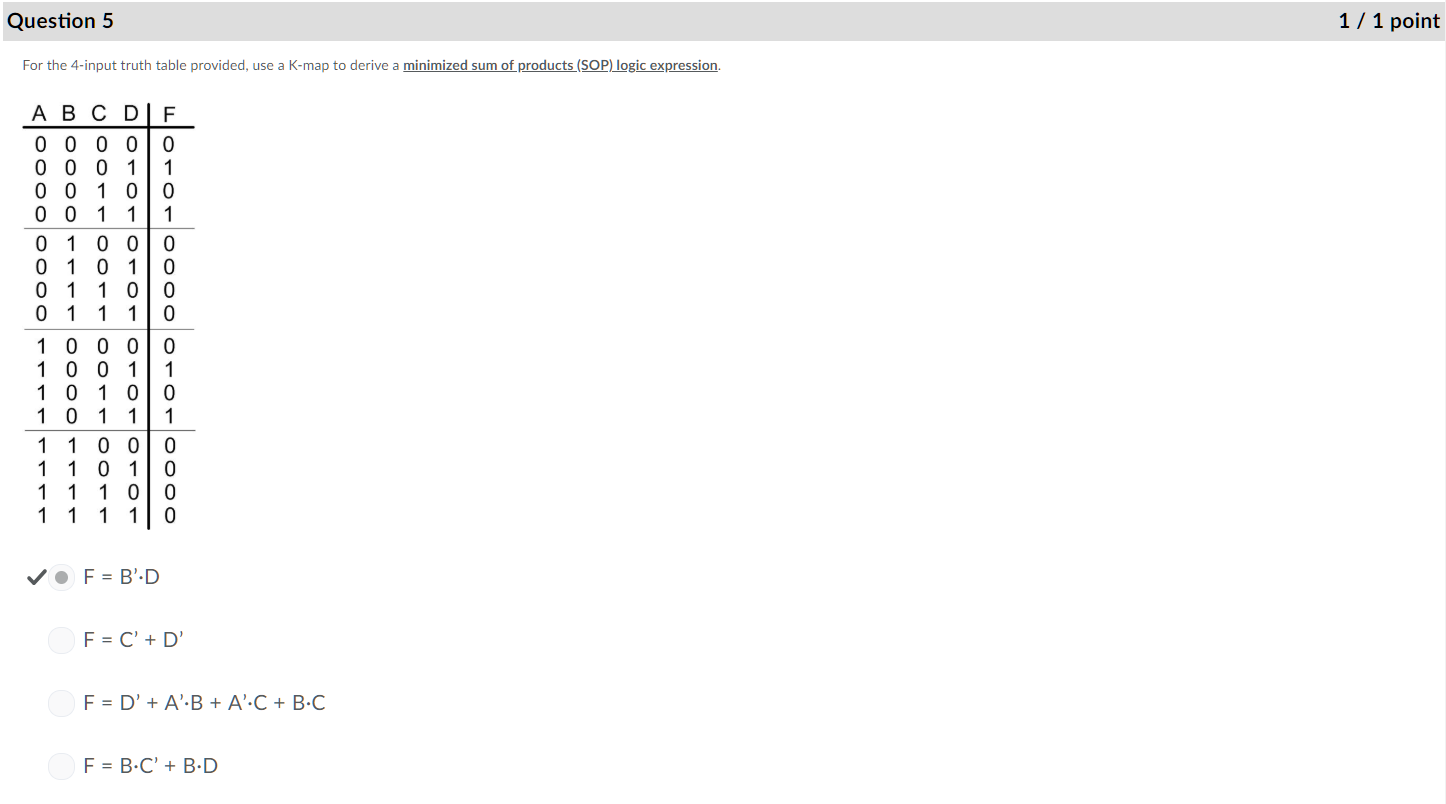 Question 5 1 / 1 point
For the 4-input truth table provided, use a K-map to derive a minimized sum of products (SOP) logic expression.
A B C D F
0 0 0 0 0
0 0 0 1 1
0 0 1 0 0
0 0 1 1 1
0 1 0 0 0
0 1 0 1 0
0 1 1 0 0
0 1 1 1 0
1 0 0 0 0
1 0 0 1 1
1 0 1 0 0
1 0 1 1 1
1 1 0 0 0
1 1 0 1 0
1 1 1 0 0
1 1 1 1 0
F = B’·D
F = C’ + D’
F = D’ + A’·B + A’·C + B·C
F = B·C’ + B·D